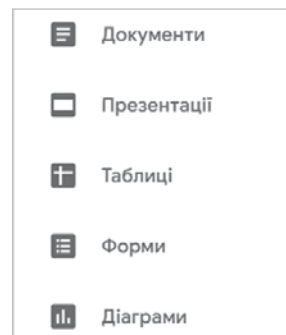 Документи
Презентації
Таблиці
Форми
Діаграми